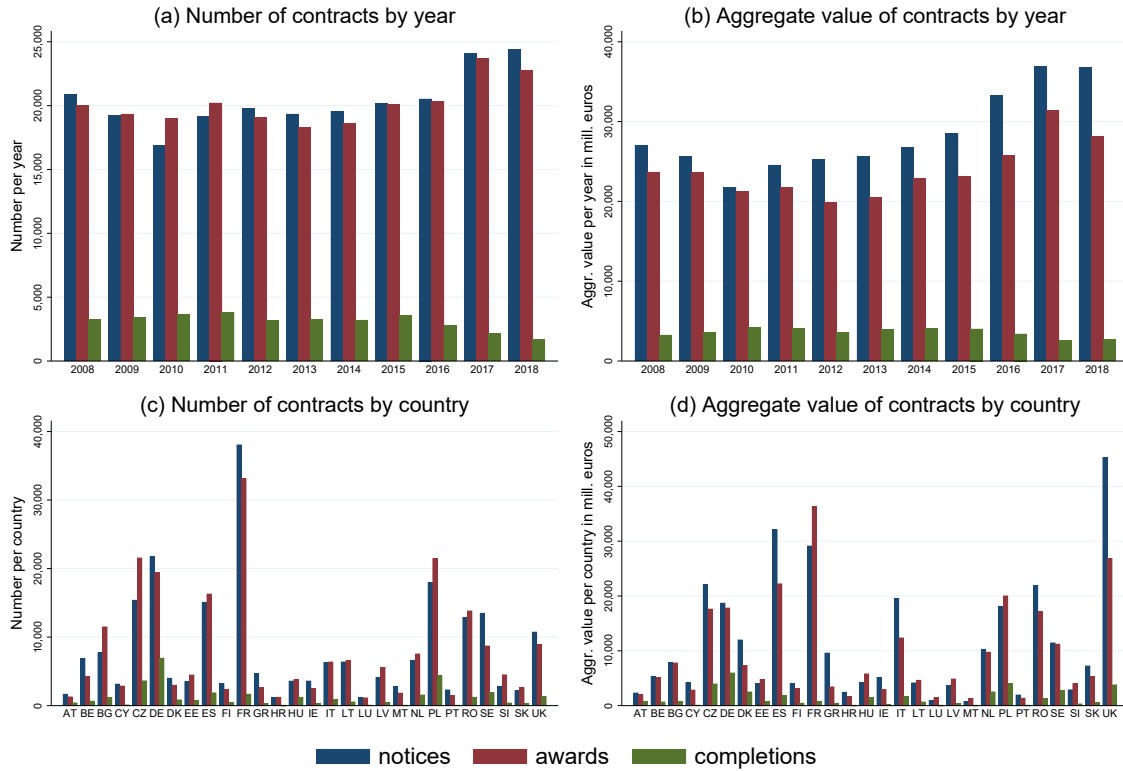 (a) Number of contracts by year
Number per year
25,000
20,000
15,000
10,000
5,000
0
2008 2009 2010 2011 2012 2013 2014 2015 2016 2017 2018
(b) Aggregate value of contracts by year
Aggr. value per year in mill. euros
40,000
30,000
20,000
10,000
0
2008 2009 2010 2011 2012 2013 2014 2015 2016 2017 2018
(c) Number of contracts by country
Number per country
40,000
30,000
20,000
10,000
0
AT BE BG CY CZ DE DK EE ES FI FR GR HR HU IE IT LT LU LV MT NL PL PT RO SE SI SK UK
(d) Aggregate value of contracts by country
Aggr. value per country in mill. euros
50,000
40,000
30,000
20,000
10,000
0
AT BE BG CY CZ DE DK EE ES FI FR GR HR HU IE IT LT LU LV MT NL PL PT RO SE SI SK UK
notices awards completions